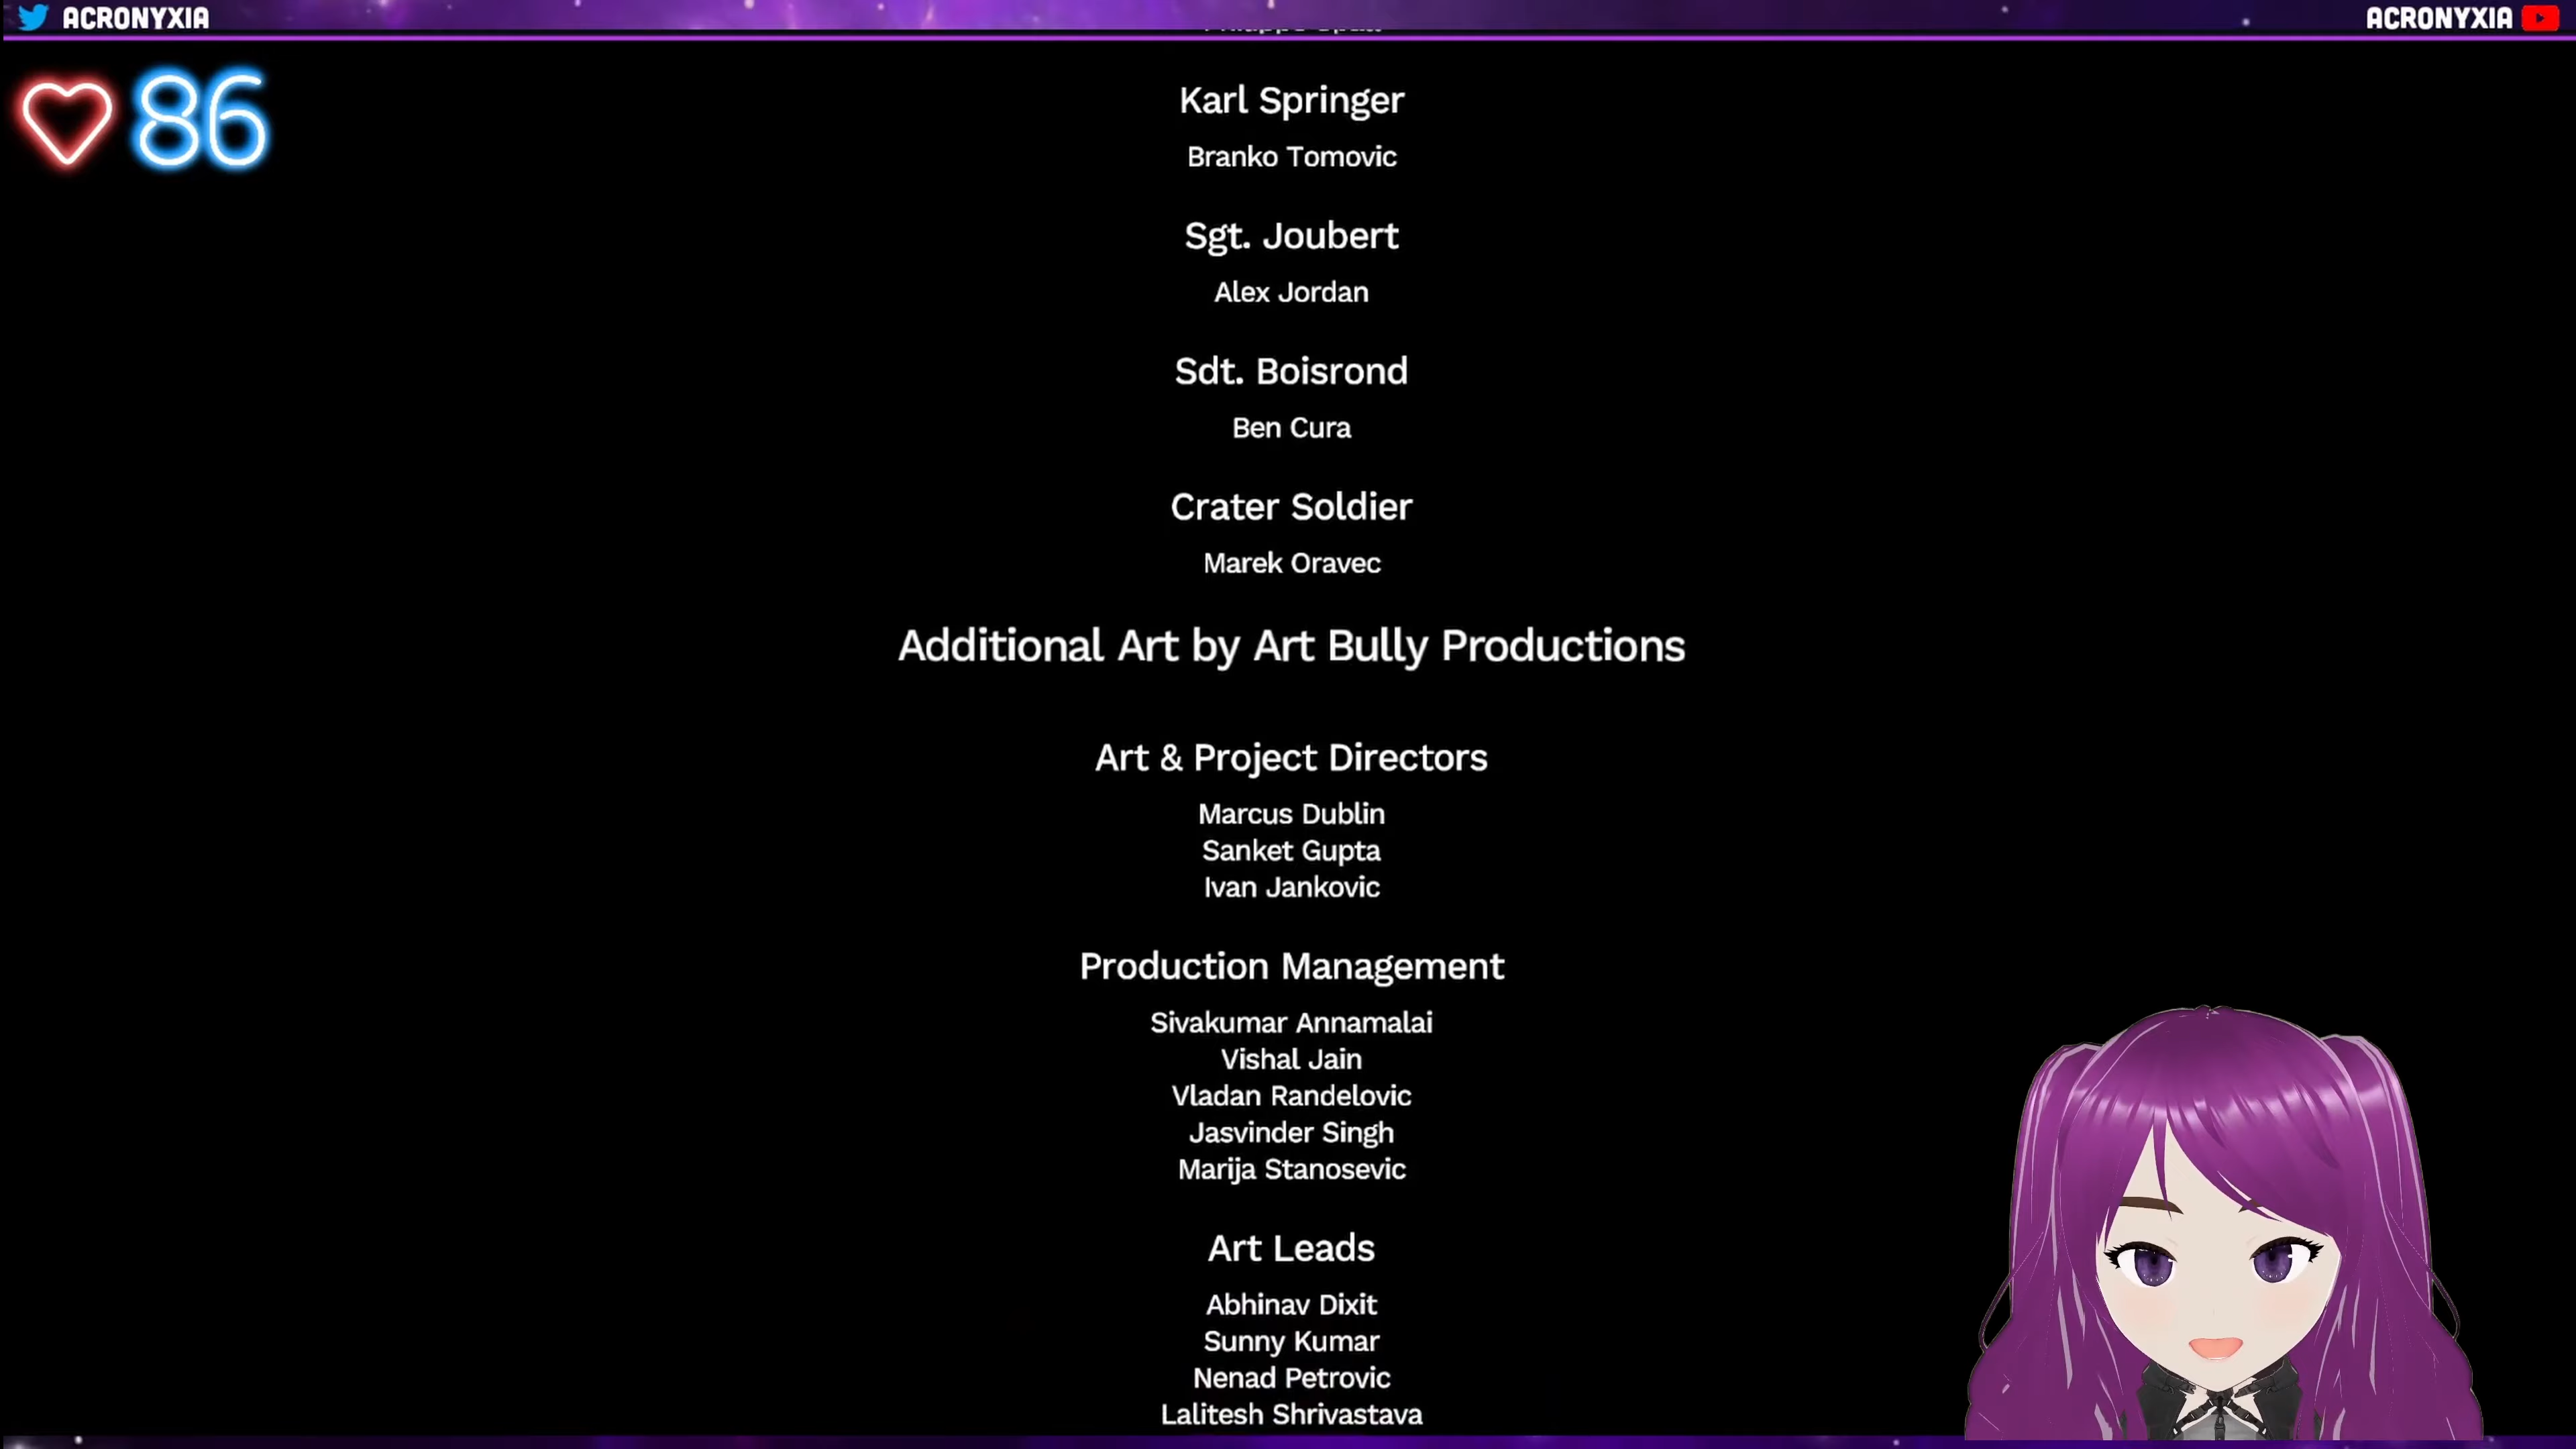 ACRONYXIA
ACRONYXIA
86
Karl Springer
Branko Tomovic
Sgt. Joubert
Alex Jordan
Sdt. Boisrond
Ben Cura
Crater Soldier
Marek Oravec
Additional Art by Art Bully Productions
Art & Project Directors
Marcus Dublin
Sanket Gupta
Ivan Jankovic
Production Management
Sivakumar Annamalai
Vishal Jain
Vladan Randelovic
Jasvinder Singh
Marija Stanosevic
Art Leads
Abhinav Dixit
Sunny Kumar
Nenad Petrovic
Lalitesh Shrivastava